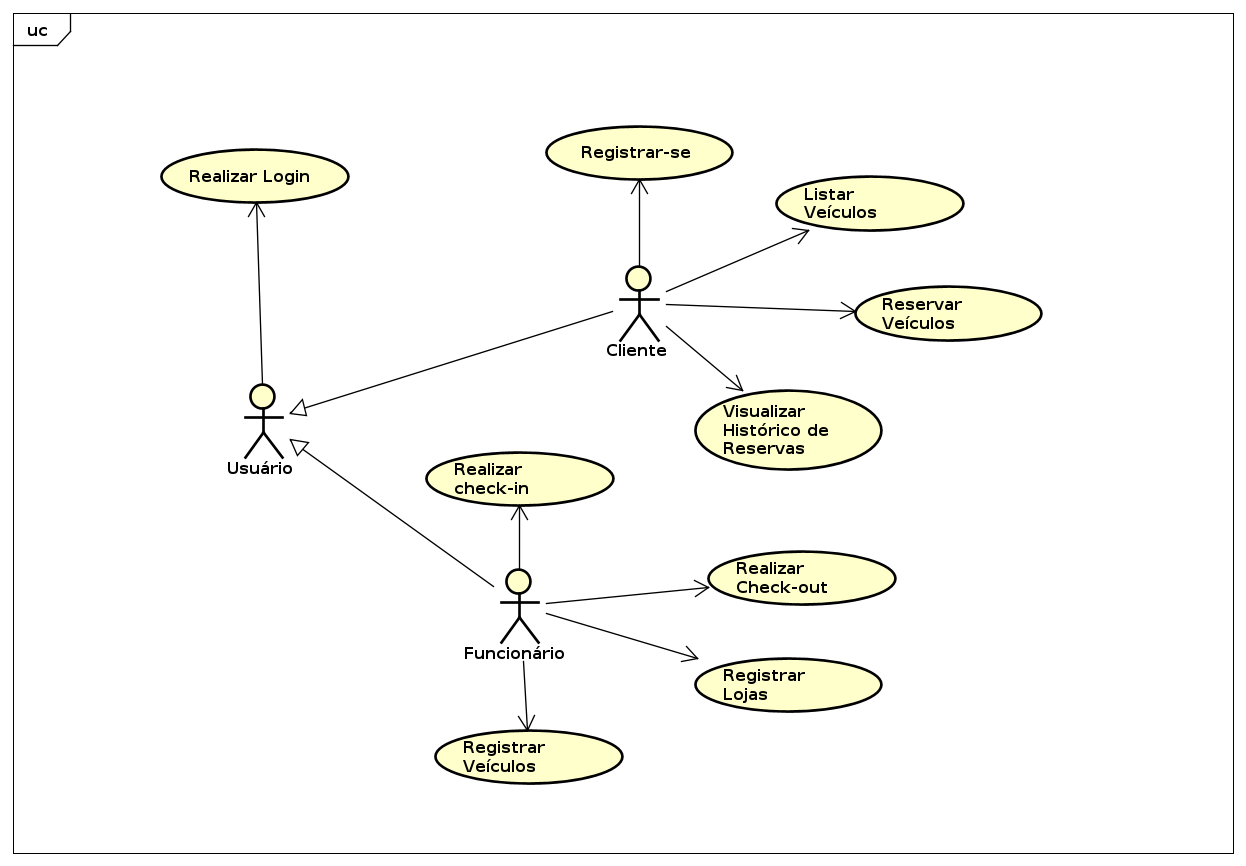 uc
Registrar-se
Realizar Login
Listar
Veículos
Reservar
Veículos
Cliente
Visualizar
Histórico de
Reservas
Usuário
Realizar
check-in
Realizar
Check-out
Funcionário
Registrar
Lojas
Registrar
Veículos